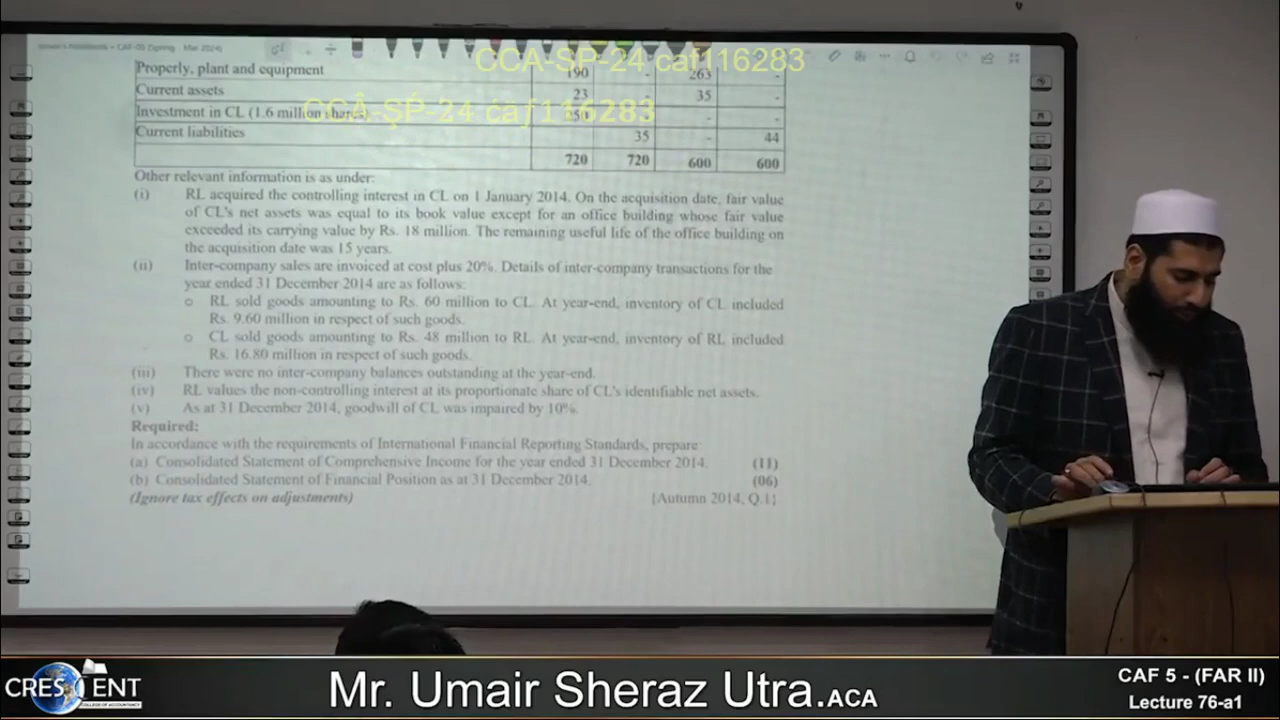 CCA-SP-24 caf116283
Property, plant and equipment 190 - 263 -
Current assets 23 - 35 -
CCA-SP-24 caf116283
Investment in CL (1.6 million shares) - -
Current liabilities 35 44
720 720 600 600
Other relevant information is as under:
(i) RL acquired the controlling interest in CL on 1 January 2014. On the acquisition date, fair value
of CL's net assets was equal to its book value except for an office building whose fair value
exceeded its carrying value by Rs. 18 million. The remaining useful life of the office building on
the acquisition date was 15 years.
(ii) Inter-company sales are invoiced at cost plus 20%. Details of inter-company transactions for the
year ended 31 December 2014 are as follows:
o RL sold goods amounting to Rs. 60 million to CL. At year-end, inventory of CL included
Rs. 9.60 million in respect of such goods.
o CL sold goods amounting to Rs. 48 million to RL. At year-end, inventory of RL included
Rs. 16.80 million in respect of such goods.
(iii) There were no inter-company balances outstanding at the year-end.
(iv) RL values the non-controlling interest at its proportionate share of CL's identifiable net assets.
(v) As at 31 December 2014, goodwill of CL was impaired by 10%.
Required:
In accordance with the requirements of International Financial Reporting Standards, prepare:
(a) Consolidated Statement of Comprehensive Income for the year ended 31 December 2014. (11)
(b) Consolidated Statement of Financial Position as at 31 December 2014. (06)
(Ignore tax effects on adjustments) [Autumn 2014, Q.1]
CRESCENT
COLLEGE OF ACCOUNTANCY
Mr. Umair Sheraz Utra.ACA
CAF 5 - (FAR II)
Lecture 76-a1